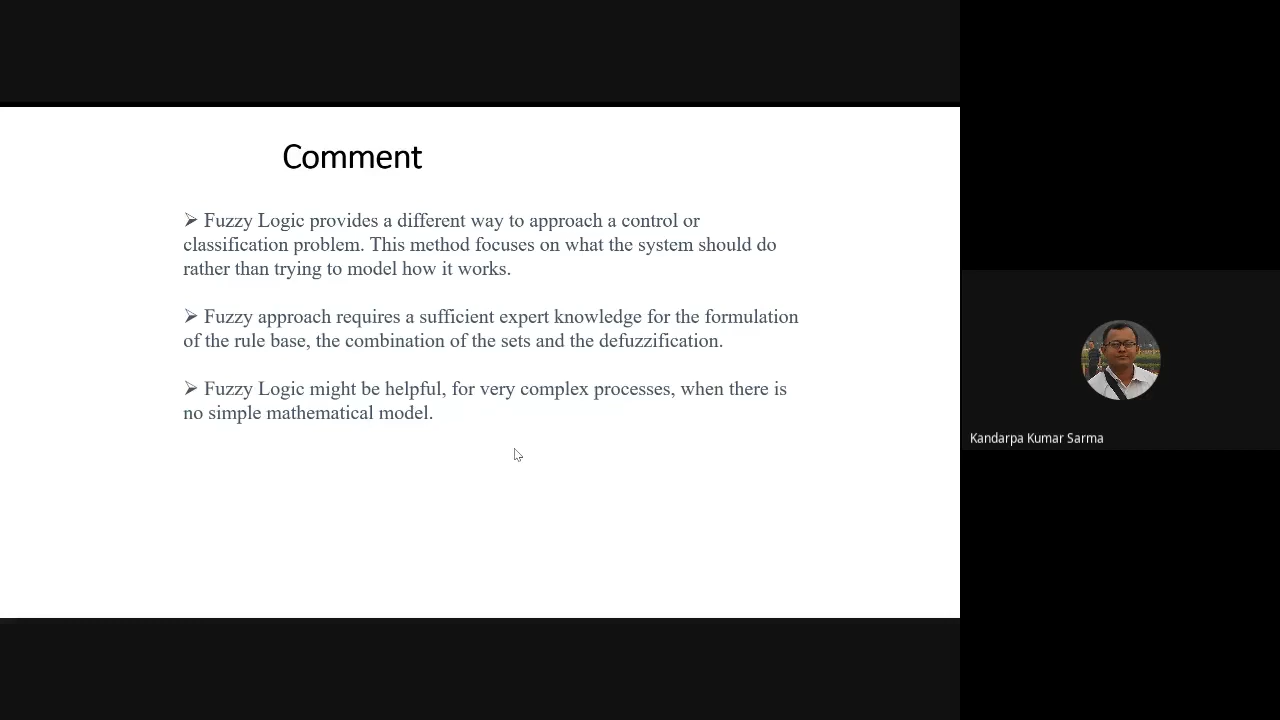 Comment
➢ Fuzzy Logic provides a different way to approach a control or
classification problem. This method focuses on what the system should do
rather than trying to model how it works.
➢ Fuzzy approach requires a sufficient expert knowledge for the formulation
of the rule base, the combination of the sets and the defuzzification.
➢ Fuzzy Logic might be helpful, for very complex processes, when there is
no simple mathematical model.
Kandarpa Kumar Sarma